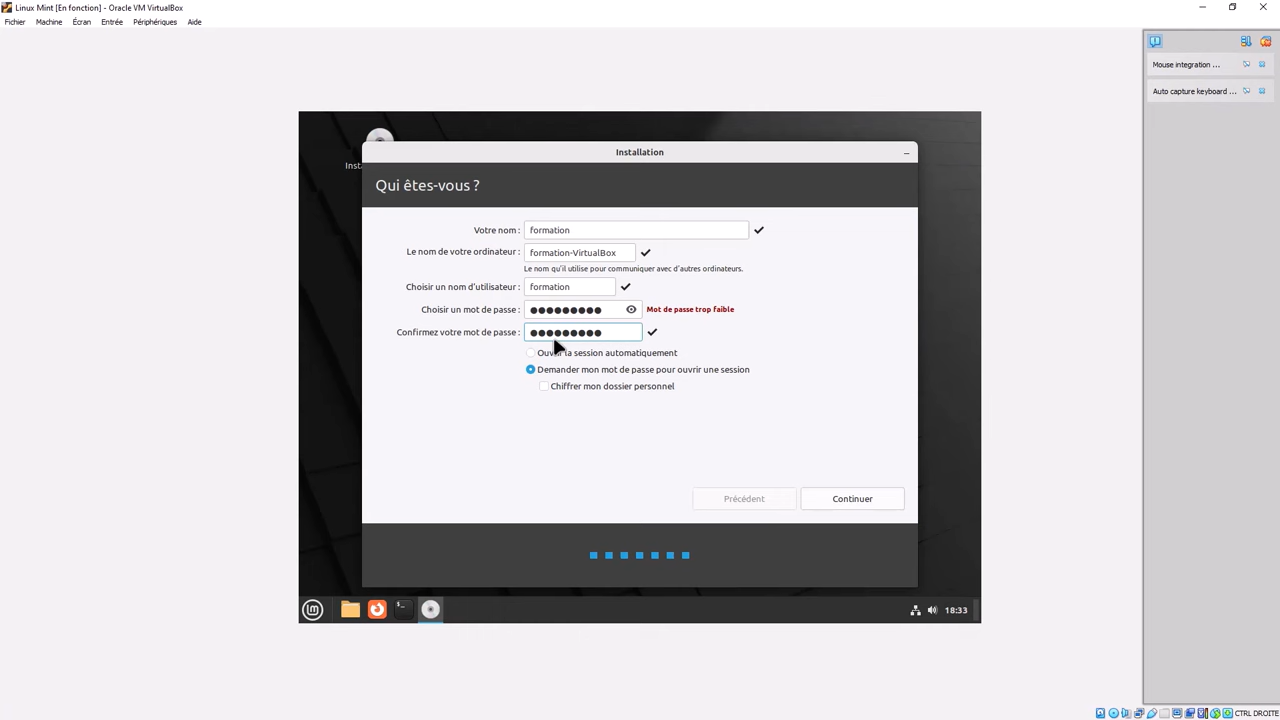 Linux Mint [En fonction] - Oracle VM VirtualBox
Fichier Machine Écran Entrée Périphériques Aide
Mouse integration ...
Auto capture keyboard ...
Installation
Qui êtes-vous ?
Votre nom : formation
Le nom de votre ordinateur : formation-VirtualBox
Le nom qu'il utilise pour communiquer avec d'autres ordinateurs.
Choisir un nom d'utilisateur : formation
Choisir un mot de passe : ●●●●●●●●● Mot de passe trop faible
Confirmez votre mot de passe : ●●●●●●●●●
la session automatiquement
Demander mon mot de passe pour ouvrir une session
Chiffrer mon dossier personnel
Précédent Continuer
18:33
CTRL DROITE